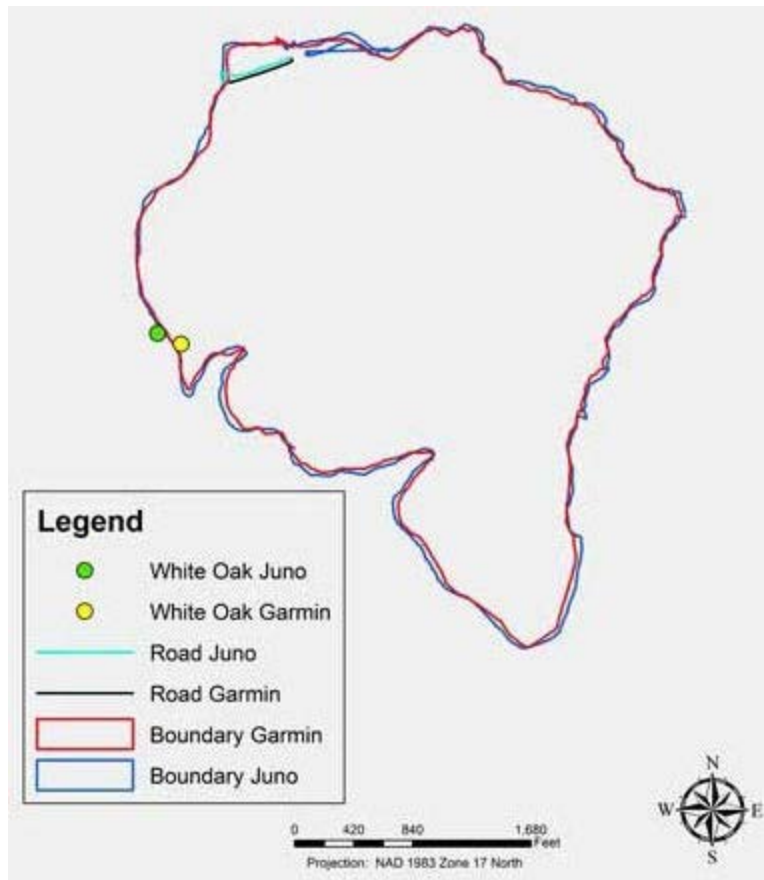 Legend
White Oak Juno
White Oak Garmin
Road Juno
Road Garmin
Boundary Garmin
Boundary Juno
0 420 840 1,680
Feet
Projection: NAD 1983 Zone 17 North
N
W E
S